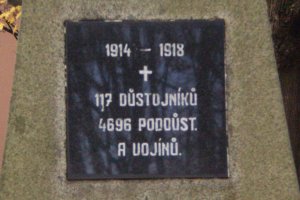 1914 – 1918
✝
117 DŮSTOJNÍKŮ
4696 PODDŮST.
A VOJÍNŮ.